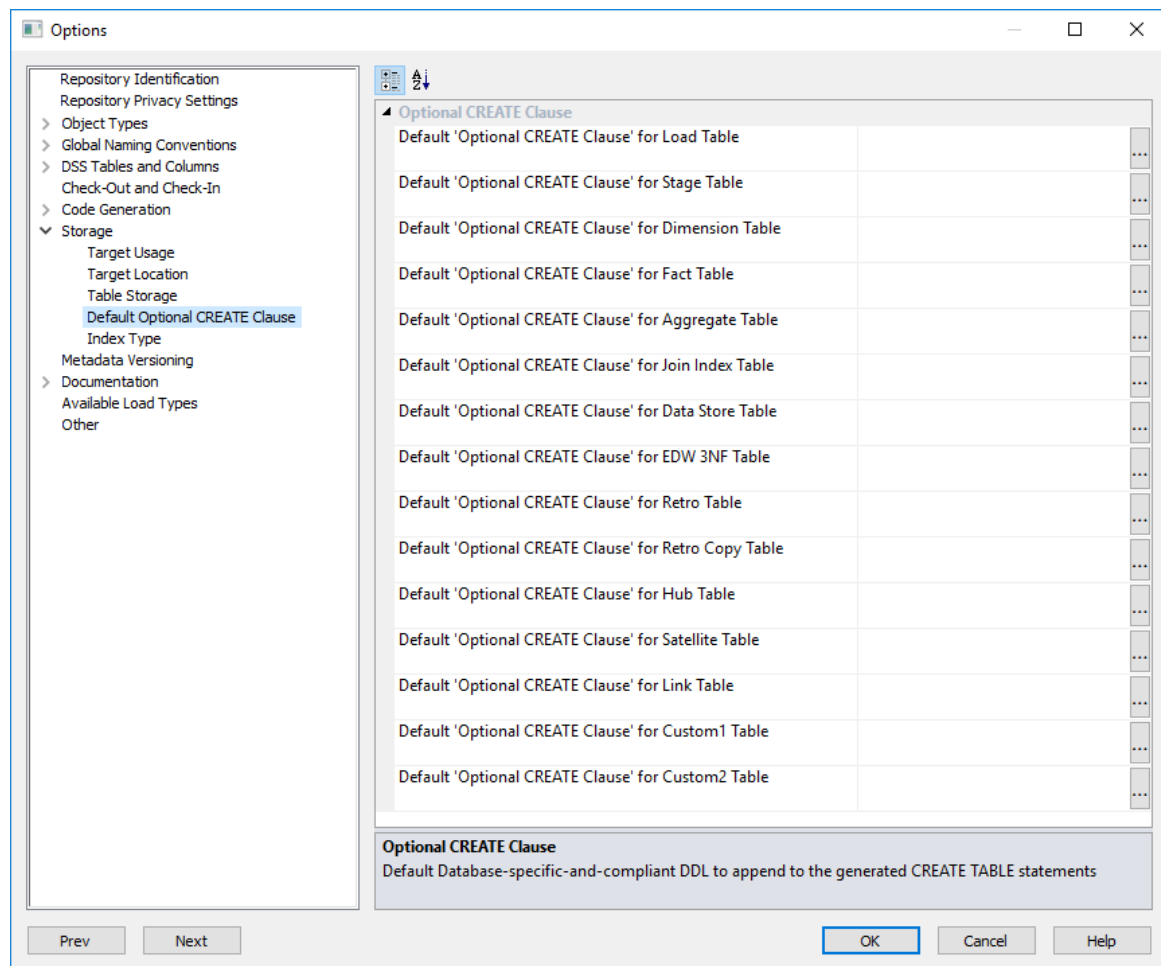 Options
Repository Identification
Repository Privacy Settings
Object Types
Global Naming Conventions
DSS Tables and Columns
Check-Out and Check-In
Code Generation
Storage
Target Usage
Target Location
Table Storage
Default Optional CREATE Clause
Index Type
Metadata Versioning
Documentation
Available Load Types
Other
Optional CREATE Clause
Default 'Optional CREATE Clause' for Load Table
...
Default 'Optional CREATE Clause' for Stage Table
...
Default 'Optional CREATE Clause' for Dimension Table
...
Default 'Optional CREATE Clause' for Fact Table
...
Default 'Optional CREATE Clause' for Aggregate Table
...
Default 'Optional CREATE Clause' for Join Index Table
...
Default 'Optional CREATE Clause' for Data Store Table
...
Default 'Optional CREATE Clause' for EDW 3NF Table
...
Default 'Optional CREATE Clause' for Retro Table
...
Default 'Optional CREATE Clause' for Retro Copy Table
...
Default 'Optional CREATE Clause' for Hub Table
...
Default 'Optional CREATE Clause' for Satellite Table
...
Default 'Optional CREATE Clause' for Link Table
...
Default 'Optional CREATE Clause' for Custom1 Table
...
Default 'Optional CREATE Clause' for Custom2 Table
...
Optional CREATE Clause
Default Database-specific-and-compliant DDL to append to the generated CREATE TABLE statements
Prev
Next
OK
Cancel
Help